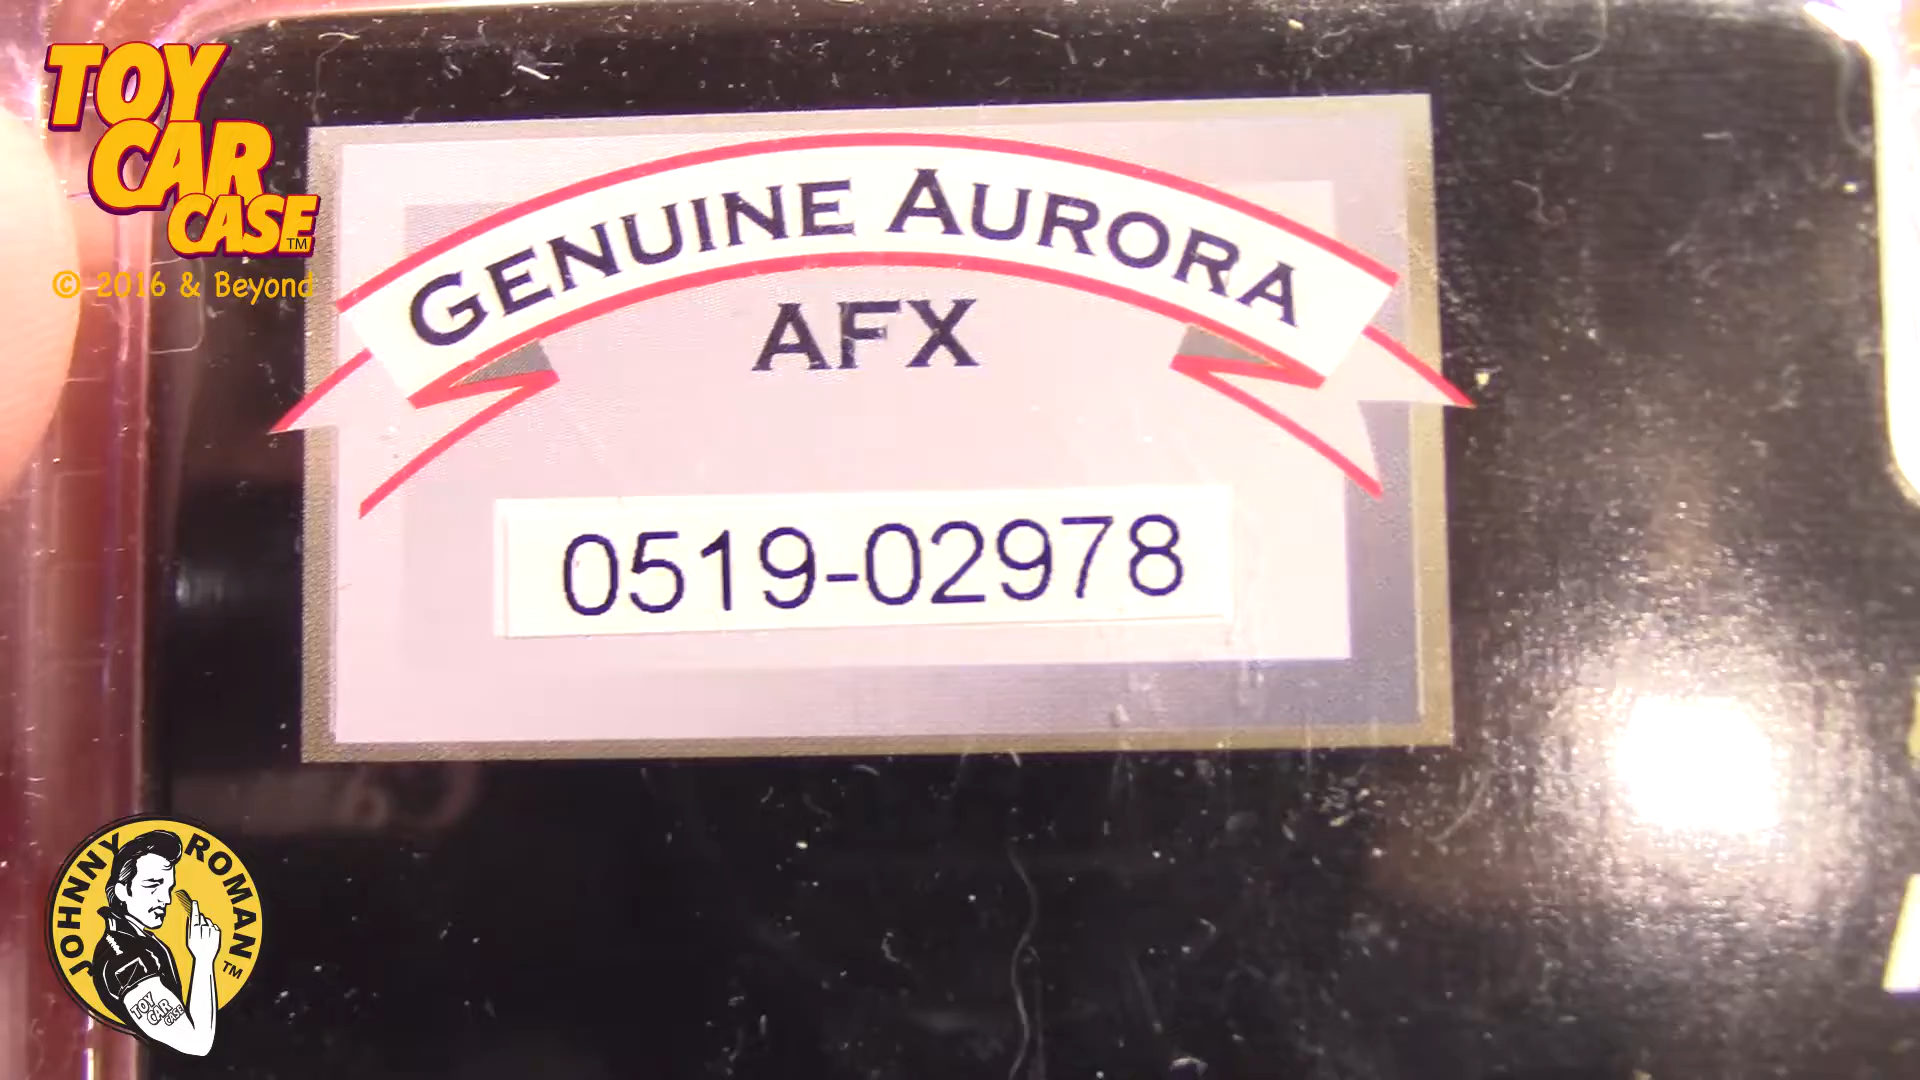 TOY
CAR
CASE™
© 2016 & Beyond
GENUINE AURORA
AFX
0519-02978
JOHNNY ROMAN™
TOY
CAR
CASE